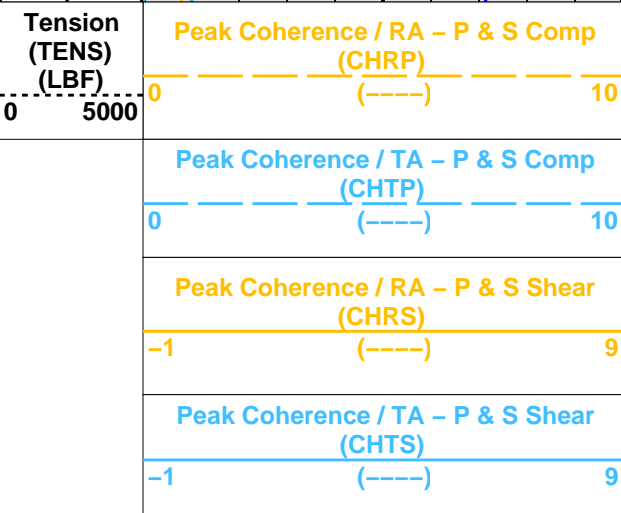 Tension
(TENS)
(LBF)
0 5000
Peak Coherence / RA – P & S Comp
(CHRP)
0 (––––) 10
Peak Coherence / TA – P & S Comp
(CHTP)
0 (––––) 10
Peak Coherence / RA – P & S Shear
(CHRS)
–1 (––––) 9
Peak Coherence / TA – P & S Shear
(CHTS)
–1 (––––) 9